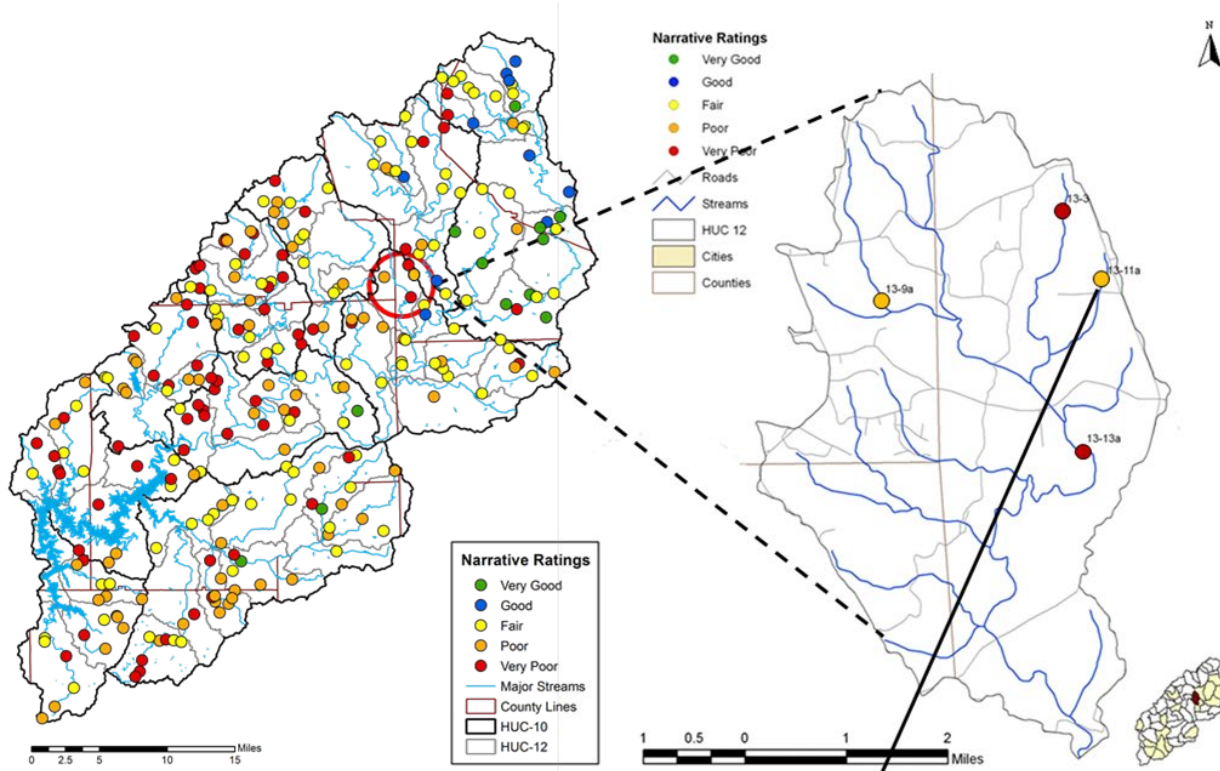 Narrative Ratings
Very Good
Good
Fair
Poor
Very Poor
Major Streams
County Lines
HUC-10
HUC-12
0 2.5 5 10 15 Miles
Narrative Ratings
Very Good
Good
Fair
Poor
Very Poor
Roads
Streams
HUC 12
Cities
Counties
N
13-3
13-11a
13-9a
13-13a
1 0.5 0 1 2 Miles